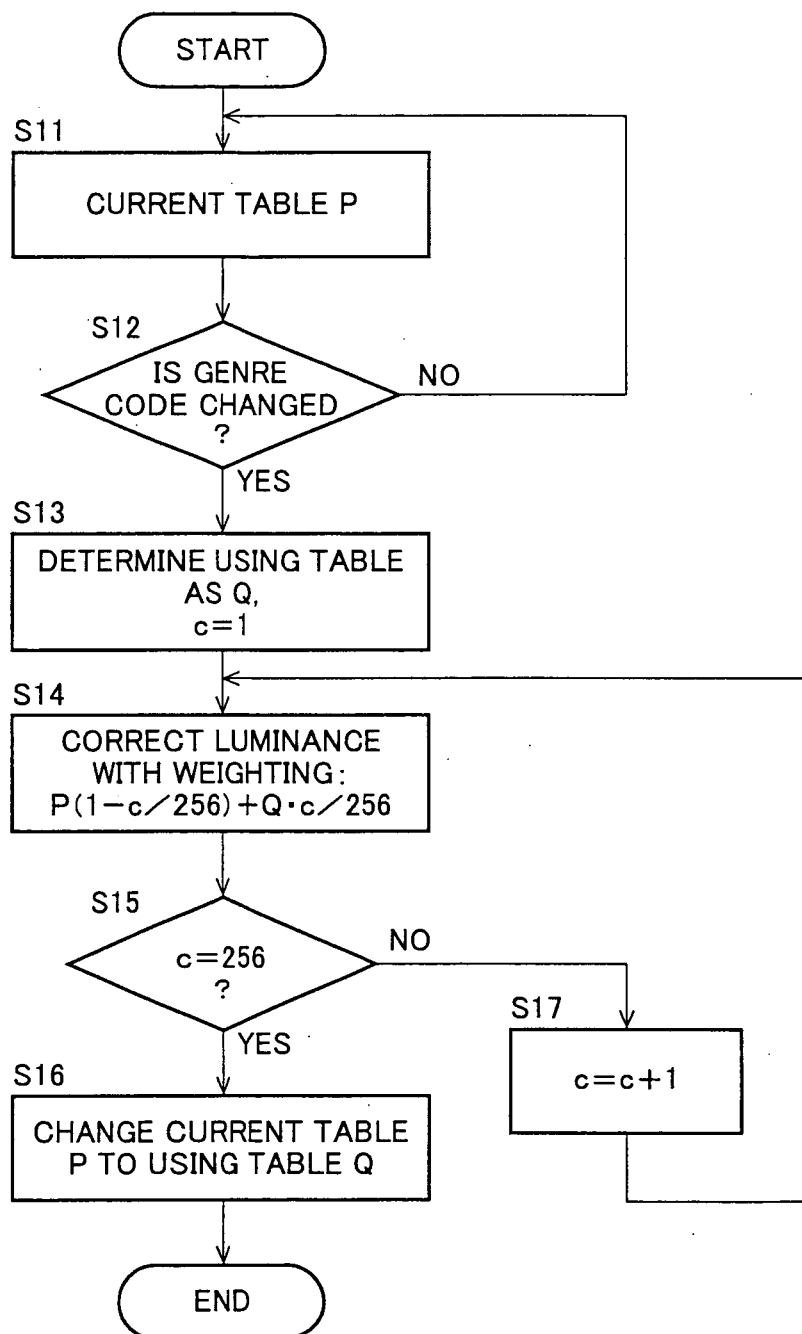 START
S11
CURRENT TABLE P
S12
IS GENRE
CODE CHANGED
?
NO
YES
S13
DETERMINE USING TABLE
AS Q,
c=1
S14
CORRECT LUMINANCE
WITH WEIGHTING:
P(1-c/256)+Q·c/256
S15
c=256
?
NO
YES
S17
c=c+1
S16
CHANGE CURRENT TABLE
P TO USING TABLE Q
END